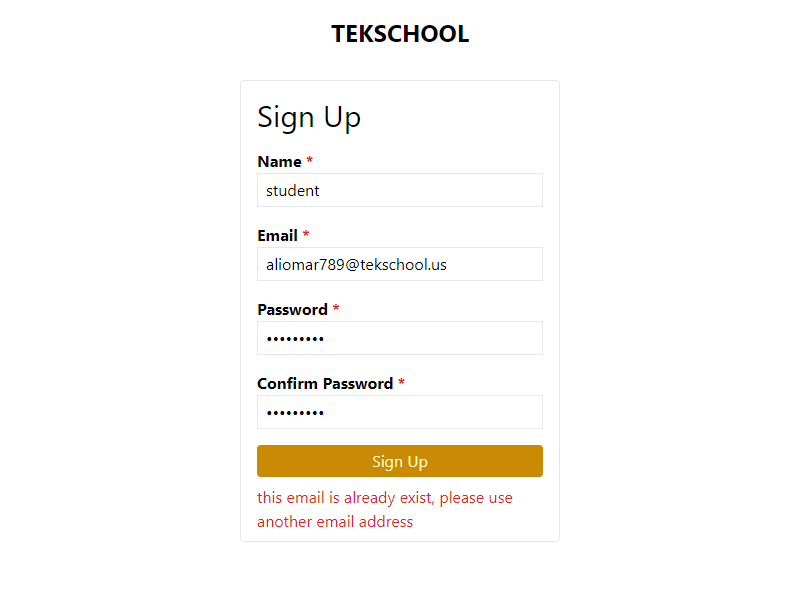 TEKSCHOOL
Sign Up
Name *
student
Email *
aliomar789@tekschool.us
Password *
•••••••••
Confirm Password *
•••••••••
Sign Up
this email is already exist, please use
another email address